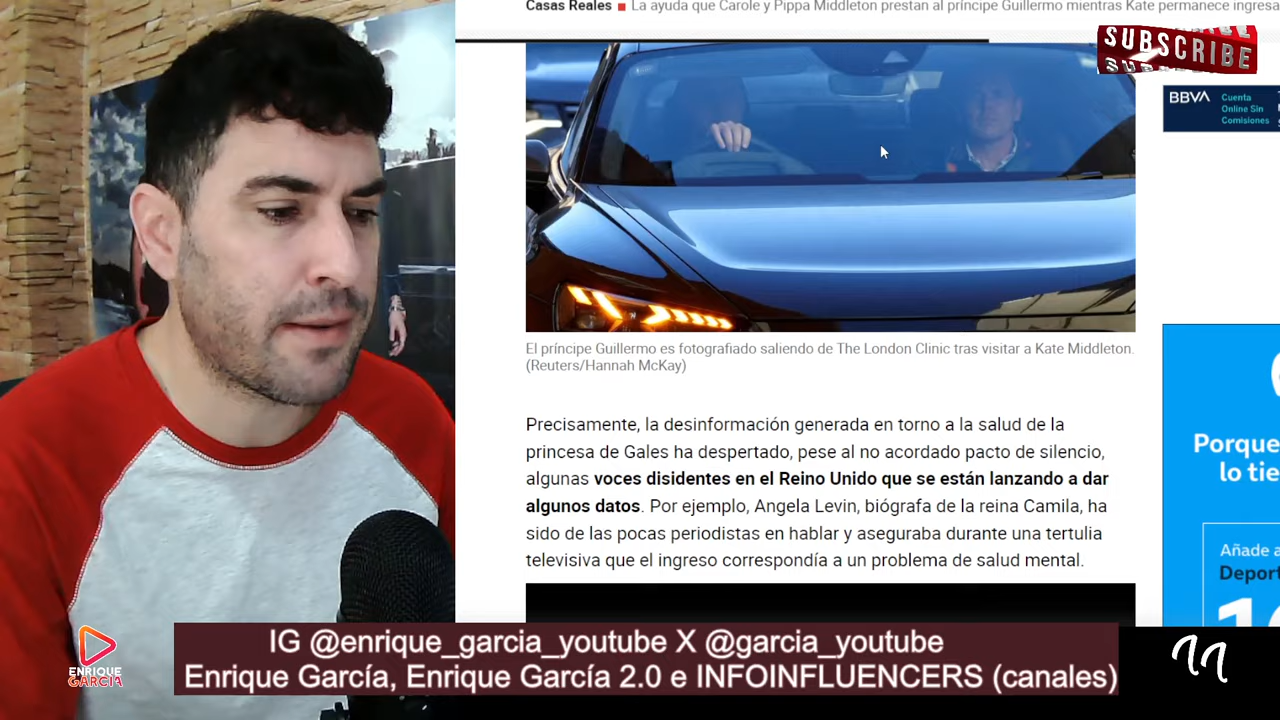 Casas Reales ■ La ayuda que Carole y Pippa Middleton prestan al príncipe Guillermo mientras Kate permanece ingresa
SUBSCRIBE
BBVA
Cuenta
Online Sin
Comisiones
El príncipe Guillermo es fotografiado saliendo de The London Clinic tras visitar a Kate Middleton.
(Reuters/Hannah McKay)
Precisamente, la desinformación generada en torno a la salud de la
princesa de Gales ha despertado, pese al no acordado pacto de silencio,
algunas voces disidentes en el Reino Unido que se están lanzando a dar
algunos datos. Por ejemplo, Angela Levin, biógrafa de la reina Camila, ha
sido de las pocas periodistas en hablar y aseguraba durante una tertulia
televisiva que el ingreso correspondía a un problema de salud mental.
Porque
lo tie
Añade a
Deport
ENRIQUE
GARCÍA
IG @enrique_garcia_youtube X @garcia_youtube
Enrique García, Enrique García 2.0 e INFONFLUENCERS (canales)